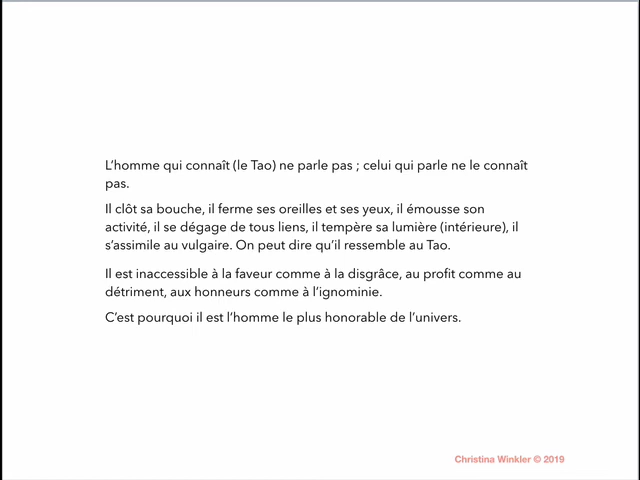 L’homme qui connaît (le Tao) ne parle pas ; celui qui parle ne le connaît
pas.
Il clôt sa bouche, il ferme ses oreilles et ses yeux, il émousse son
activité, il se dégage de tous liens, il tempère sa lumière (intérieure), il
s’assimile au vulgaire. On peut dire qu’il ressemble au Tao.
Il est inaccessible à la faveur comme à la disgrâce, au profit comme au
détriment, aux honneurs comme à l’ignominie.
C’est pourquoi il est l’homme le plus honorable de l’univers.
Christina Winkler © 2019